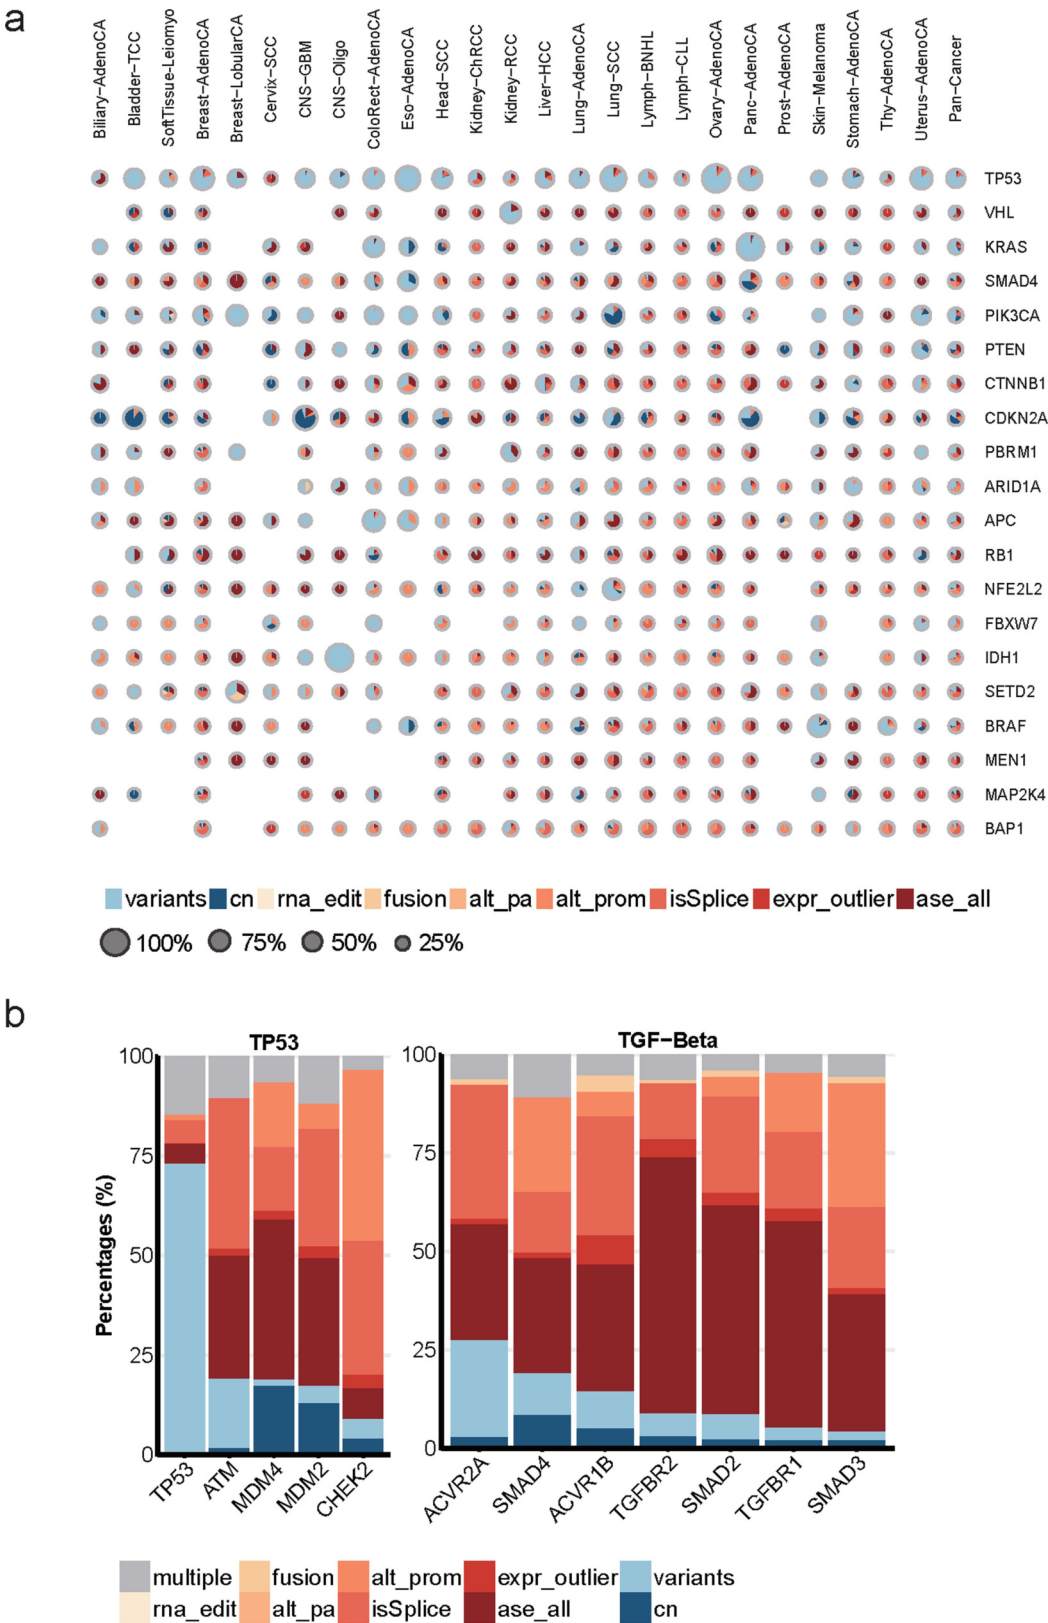 a
Biliary−AdenoCA
Bladder−TCC
SoftTissue−Leiomyo
Breast−AdenoCA
Breast−LobularCA
Cervix−SCC
CNS−GBM
CNS−Oligo
ColoRect−AdenoCA
Eso−AdenoCA
Head−SCC
Kidney−ChRCC
Kidney−RCC
Liver−HCC
Lung−AdenoCA
Lung−SCC
Lymph−BNHL
Lymph−CLL
Ovary−AdenoCA
Panc−AdenoCA
Prost−AdenoCA
Skin−Melanoma
Stomach−AdenoCA
Thy−AdenoCA
Uterus−AdenoCA
Pan−Cancer
TP53
VHL
KRAS
SMAD4
PIK3CA
PTEN
CTNNB1
CDKN2A
PBRM1
ARID1A
APC
RB1
NFE2L2
FBXW7
IDH1
SETD2
BRAF
MEN1
MAP2K4
BAP1
variants cn rna_edit fusion alt_pa alt_prom isSplice expr_outlier ase_all
100% 75% 50% 25%
b
TP53
TGF−Beta
Percentages (%)
100
75
50
25
0
100
75
50
25
0
TP53
ATM
MDM4
MDM2
CHEK2
ACVR2A
SMAD4
ACVR1B
TGFBR2
SMAD2
TGFBR1
SMAD3
multiple fusion alt_prom expr_outlier variants
rna_edit alt_pa isSplice ase_all cn